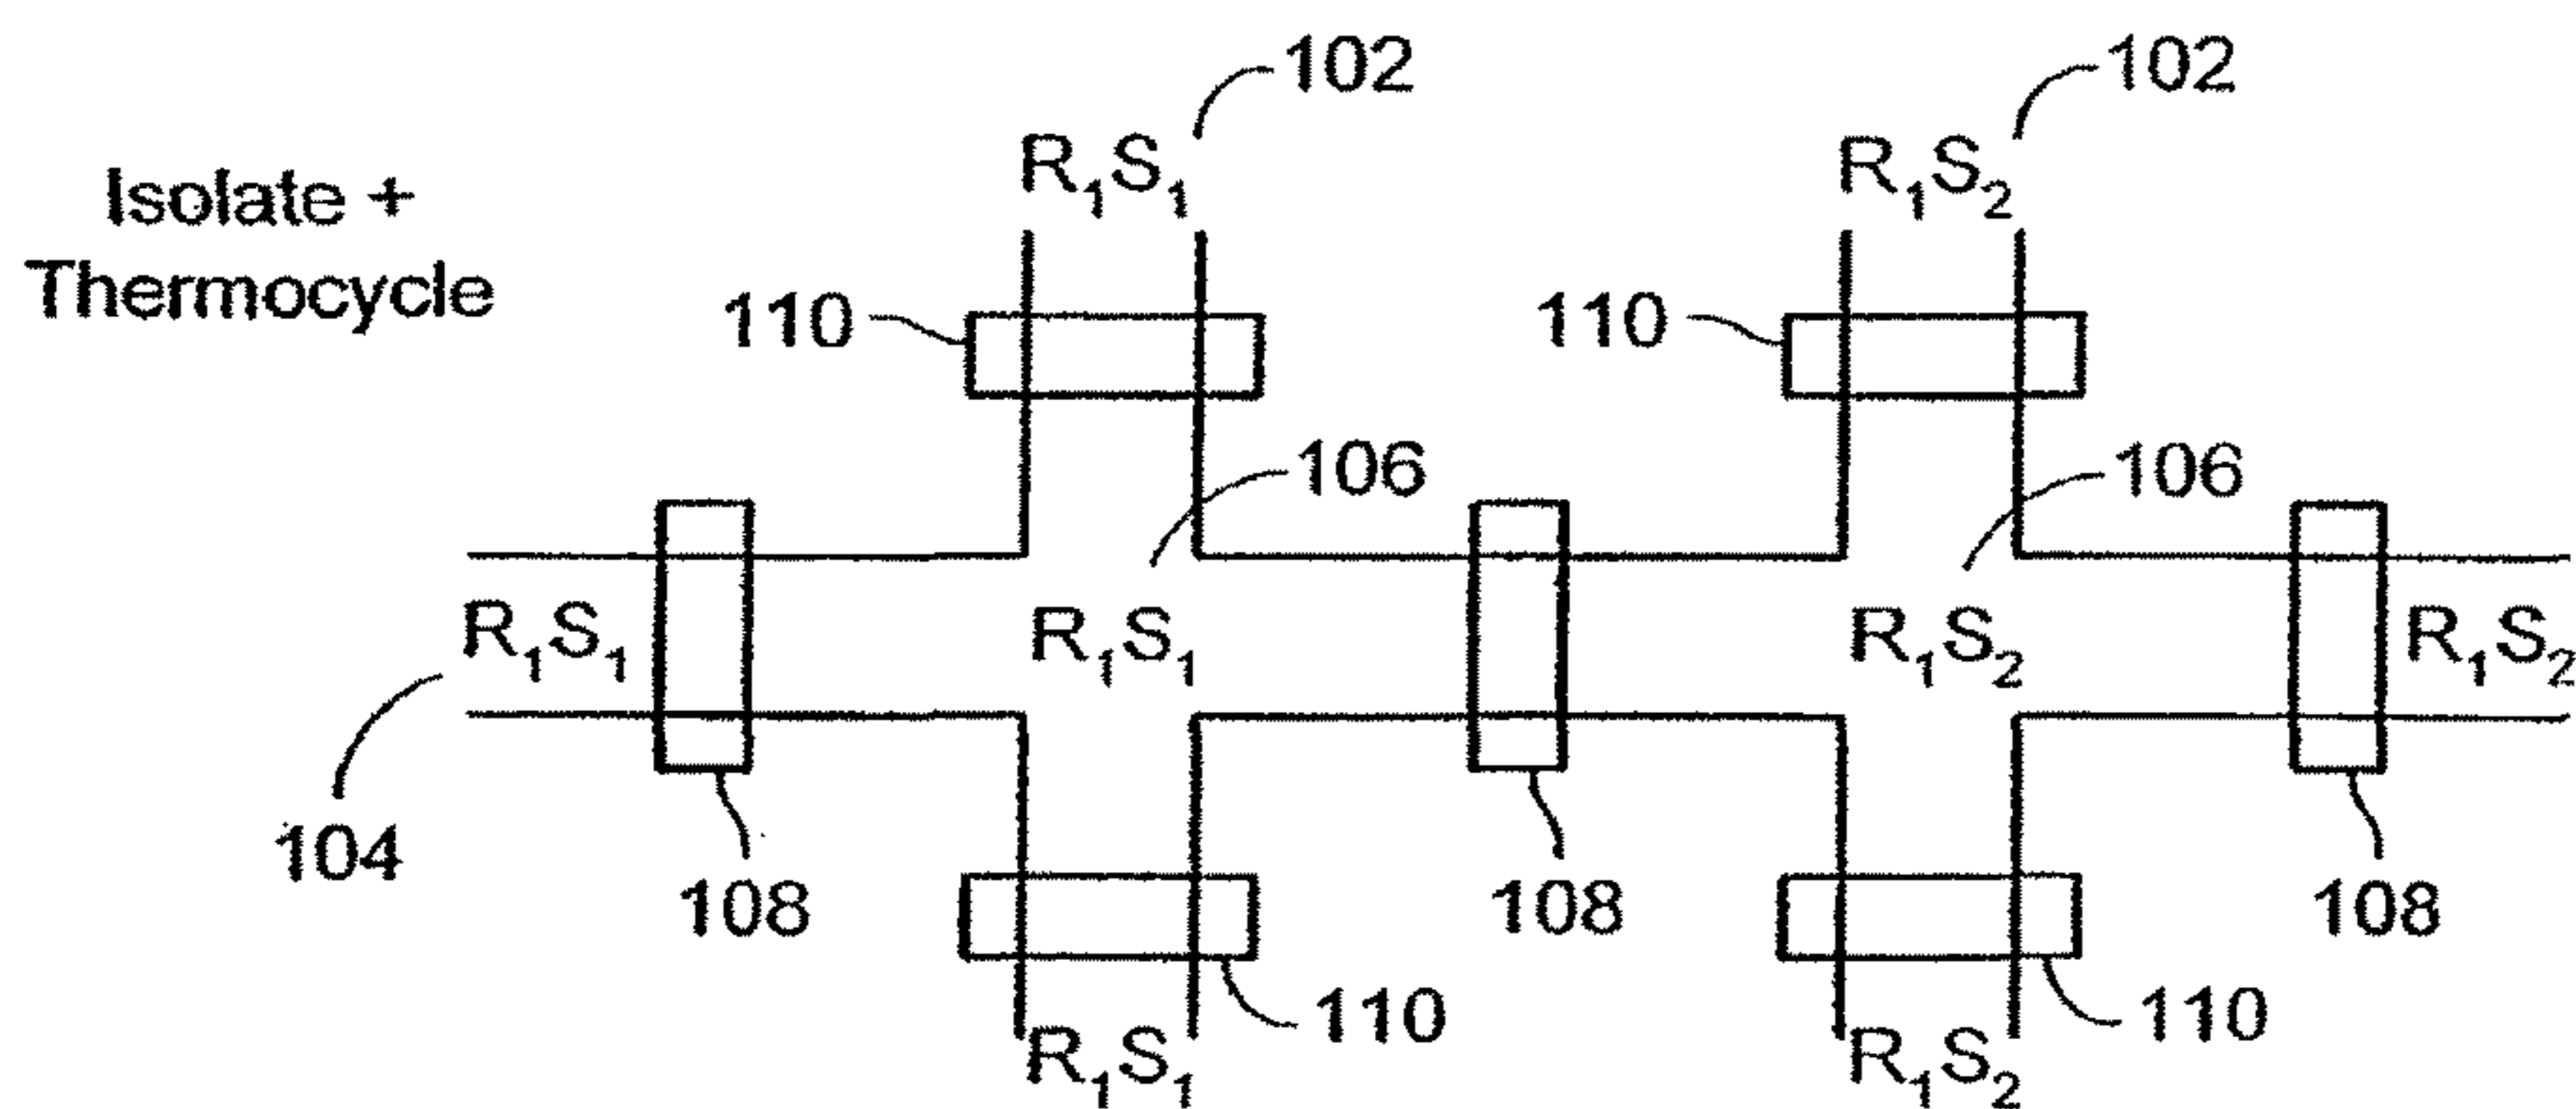 102 102
R₁S₁ R₁S₂
Isolate +
Thermocycle
110 110
106 106
R₁S₁ R₁S₁ R₁S₂ R₁S₂
104 108 108 108
110 110
R₁S₁ R₁S₂